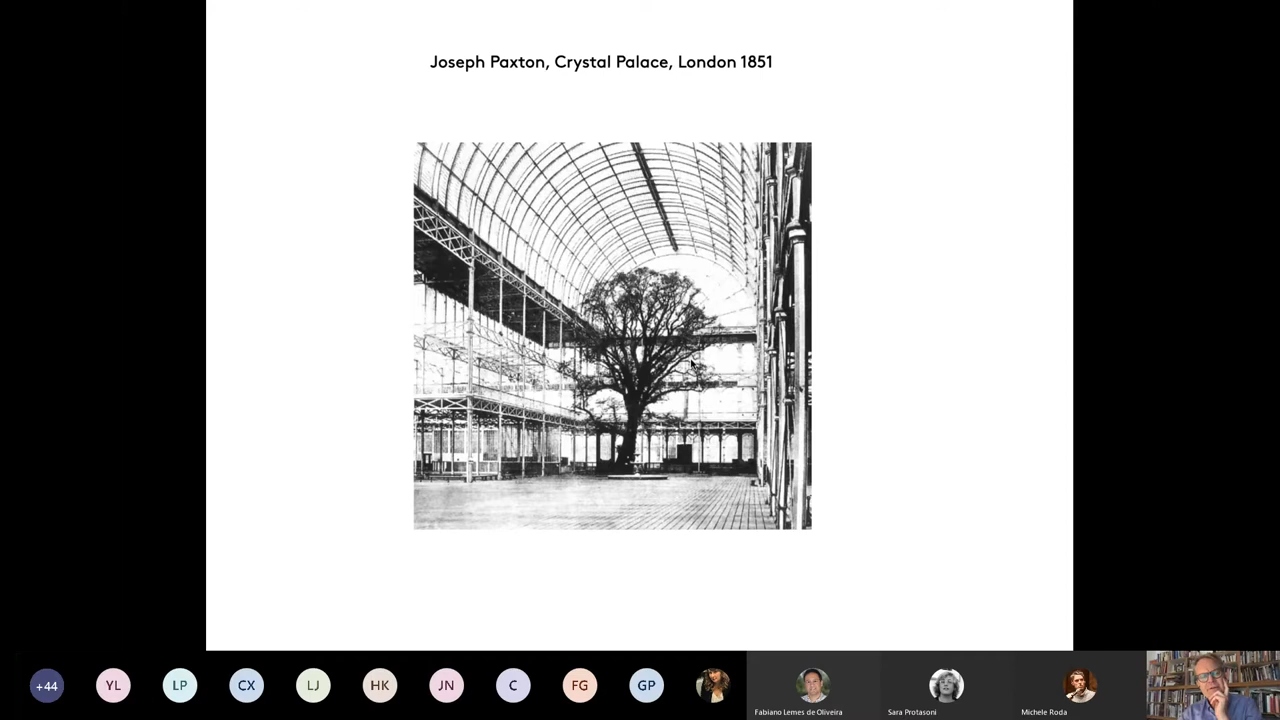 Joseph Paxton, Crystal Palace, London 1851
+44
YL
LP
CX
LJ
HK
JN
C
FG
GP
Fabiano Lemes de Oliveira
Sara Protasoni
Michele Roda